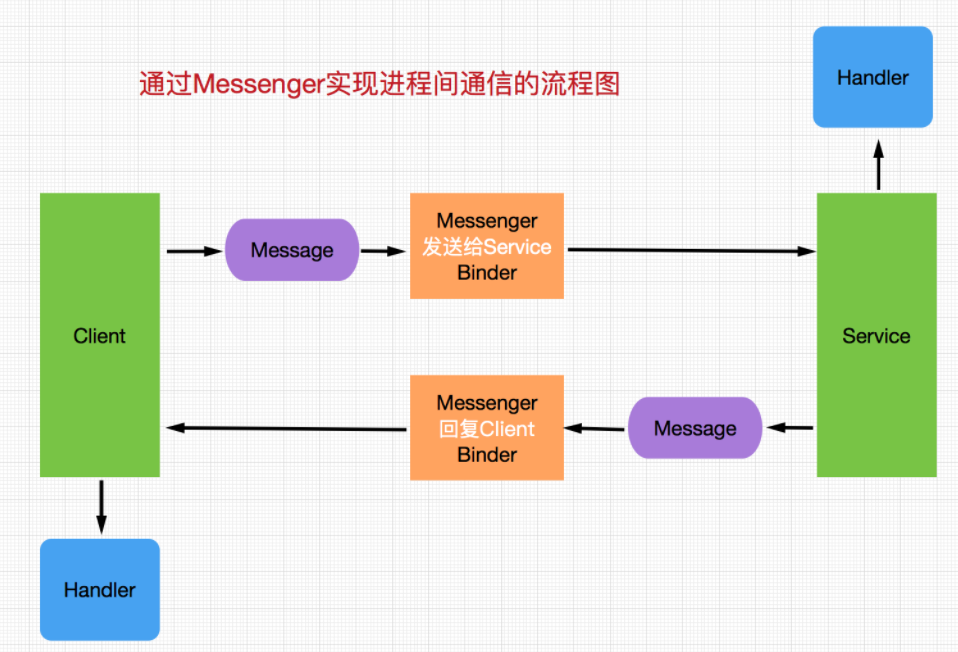 通过Messenger实现进程间通信的流程图
Handler
Message
Messenger
发送给Service
Binder
Client
Service
Messenger
回复Client
Binder
Message
Handler